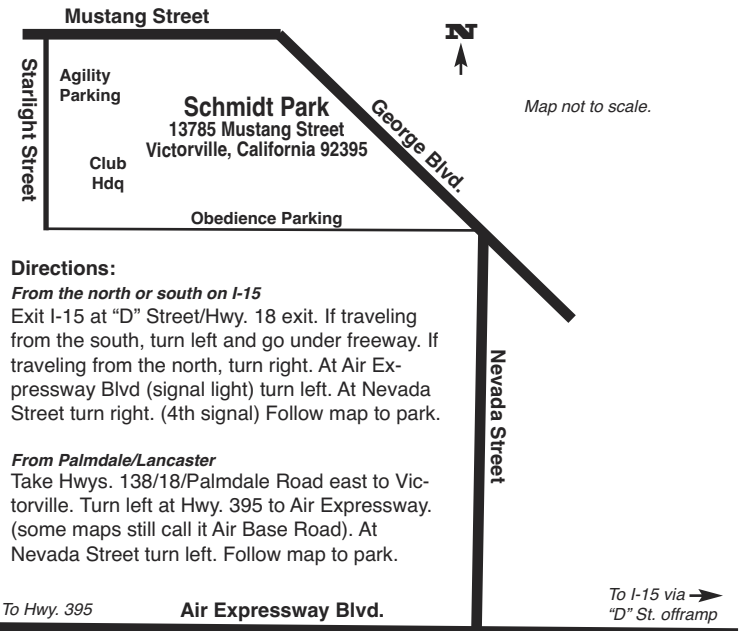 Mustang Street
N
Starlight Street
Agility
Parking
Schmidt Park
13785 Mustang Street
Victorville, California 92395
George Blvd.
Map not to scale.
Club
Hdq
Obedience Parking
Directions:
From the north or south on I-15
Exit I-15 at “D” Street/Hwy. 18 exit. If traveling
from the south, turn left and go under freeway. If
traveling from the north, turn right. At Air Ex-
pressway Blvd (signal light) turn left. At Nevada
Street turn right. (4th signal) Follow map to park.
Nevada Street
From Palmdale/Lancaster
Take Hwys. 138/18/Palmdale Road east to Vic-
torville. Turn left at Hwy. 395 to Air Expressway.
(some maps still call it Air Base Road). At
Nevada Street turn left. Follow map to park.
To Hwy. 395
Air Expressway Blvd.
To I-15 via
“D” St. offramp